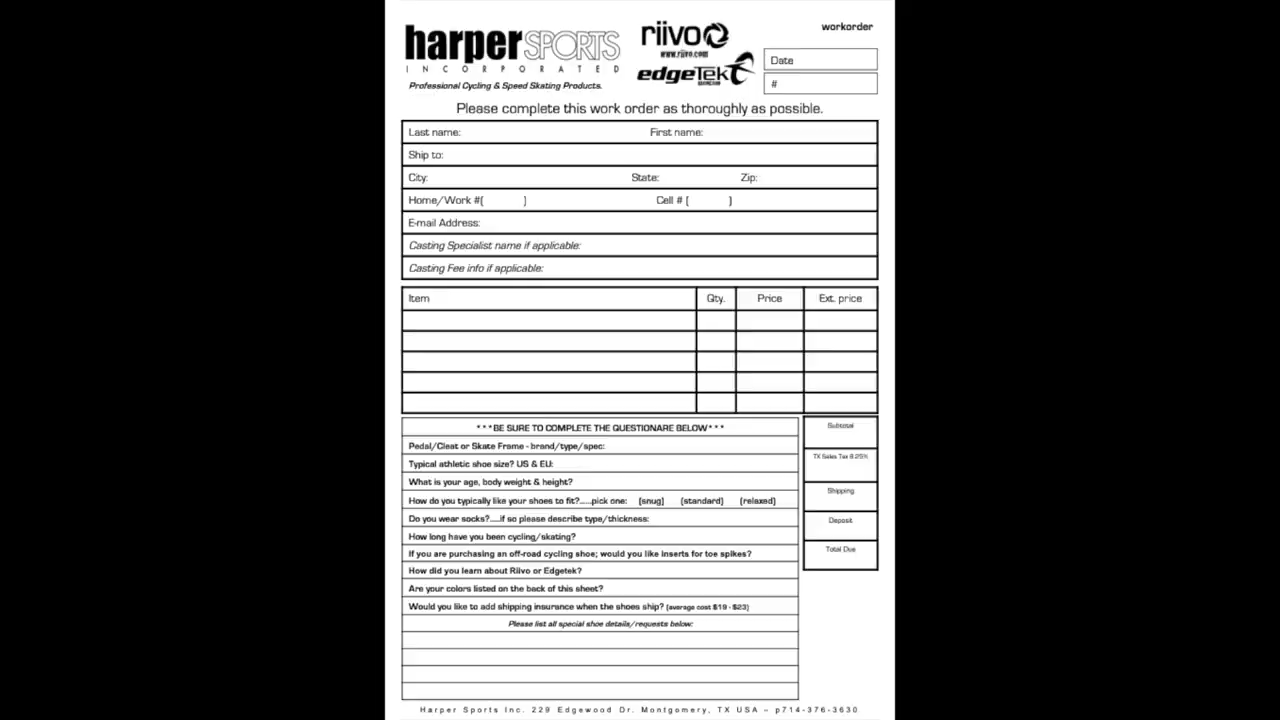 harper SPORTS
INCORPORATED
Professional Cycling & Speed Skating Products.
riivo
www.riivo.com
edgeTek
workorder
Date
#
Please complete this work order as thoroughly as possible.
Last name: First name:
Ship to:
City: State: Zip:
Home/Work #( ) Cell # ( )
E-mail Address:
Casting Specialist name if applicable:
Casting Fee info if applicable:
Item Qty. Price Ext. price
***BE SURE TO COMPLETE THE QUESTIONARE BELOW***
Pedal/Cleat or Skate Frame - brand/type/spec:
Typical athletic shoe size? US & EU:
What is your age, body weight & height?
How do you typically like your shoes to fit?......pick one: (snug) (standard) (relaxed)
Do you wear socks?.....if so please describe type/thickness:
How long have you been cycling/skating?
If you are purchasing an off-road cycling shoe; would you like inserts for toe spikes?
How did you learn about Riivo or Edgetek?
Are your colors listed on the back of this sheet?
Would you like to add shipping insurance when the shoes ship? (average cost $19 - $23)
Please list all special shoe details/requests below:
Subtotal
TX Sales Tax 8.25%
Shipping
Deposit
Total Due
Harper Sports Inc. 229 Edgewood Dr. Montgomery, TX USA – p714-376-3630